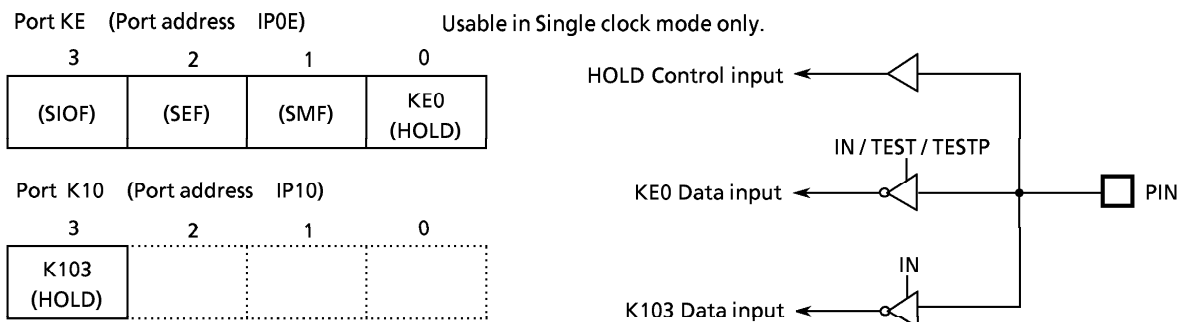 Port KE (Port address IP0E)
Usable in Single clock mode only.
3 2 1 0
(SIOF) (SEF) (SMF) KE0
(HOLD)
Port K10 (Port address IP10)
3 2 1 0
K103
(HOLD)
HOLD Control input
IN / TEST / TESTP
KE0 Data input
PIN
IN
K103 Data input